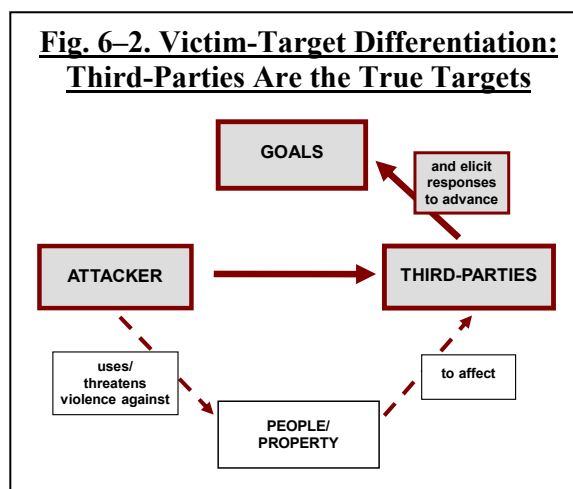 Fig. 6–2. Victim-Target Differentiation:
Third-Parties Are the True Targets
GOALS
and elicit
responses
to advance
ATTACKER
THIRD-PARTIES
uses/
threatens
violence against
to affect
PEOPLE/
PROPERTY